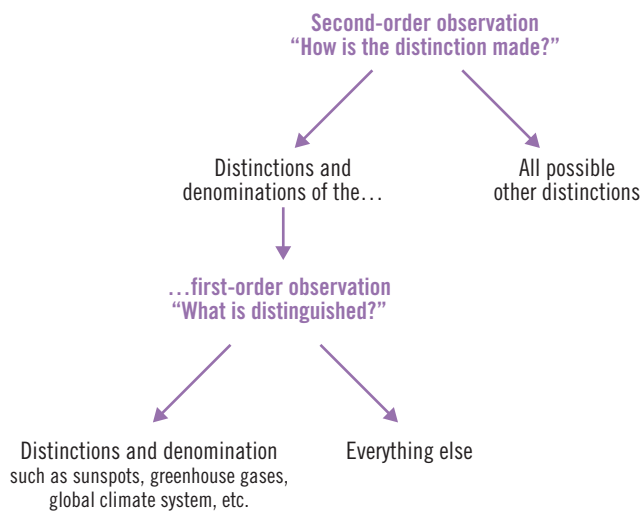 Second-order observation
“How is the distinction made?”
Distinctions and
denominations of the…
All possible
other distinctions
…first-order observation
“What is distinguished?”
Distinctions and denomination
such as sunspots, greenhouse gases,
global climate system, etc.
Everything else